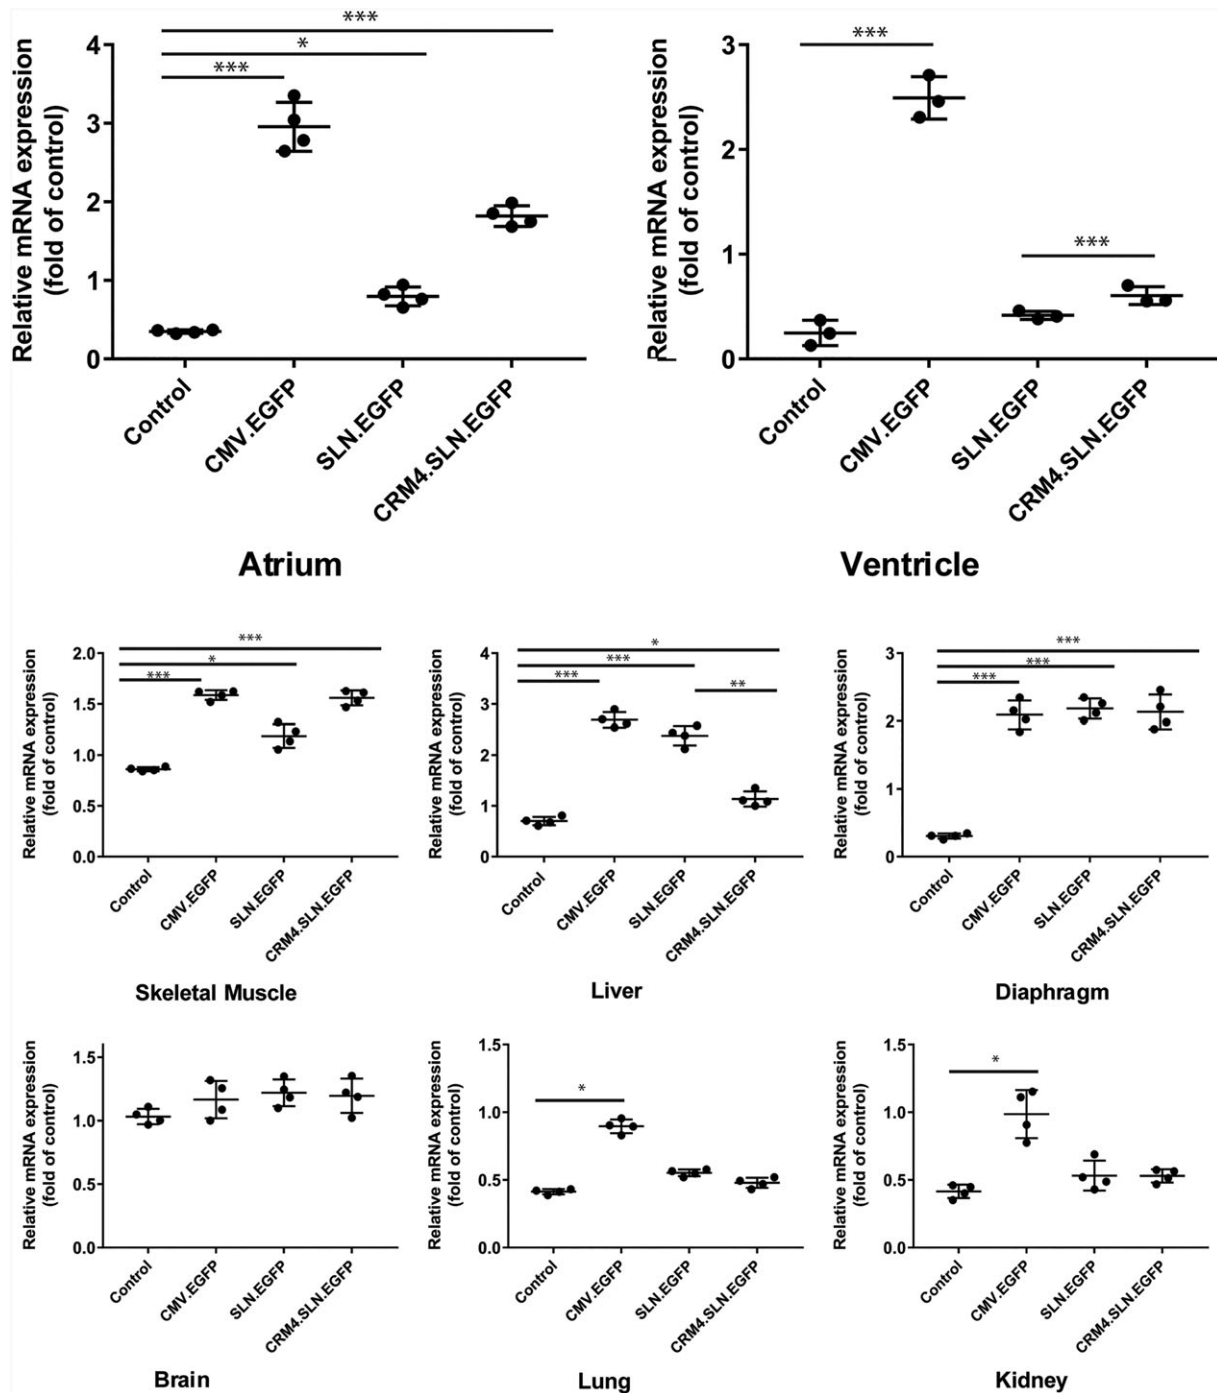 Relative mRNA expression
(fold of control)
4
3
2
1
0
***
*
***
Control
CMV.EGFP
SLN.EGFP
CRM4.SLN.EGFP
Atrium
Relative mRNA expression
(fold of control)
3
2
1
0
***
***
Control
CMV.EGFP
SLN.EGFP
CRM4.SLN.EGFP
Ventricle
Relative mRNA expression
(fold of control)
2.0
1.5
1.0
0.5
0.0
***
*
***
Control
CMV.EGFP
SLN.EGFP
CRM4.SLN.EGFP
Skeletal Muscle
Relative mRNA expression
(fold of control)
4
3
2
1
0
*
***
***
**
Control
CMV.EGFP
SLN.EGFP
CRM4.SLN.EGFP
Liver
Relative mRNA expression
(fold of control)
3
2
1
0
***
***
***
Control
CMV.EGFP
SLN.EGFP
CRM4.SLN.EGFP
Diaphragm
Relative mRNA expression
(fold of control)
1.5
1.0
0.5
0.0
Control
CMV.EGFP
SLN.EGFP
CRM4.SLN.EGFP
Brain
Relative mRNA expression
(fold of control)
1.5
1.0
0.5
0.0
*
Control
CMV.EGFP
SLN.EGFP
CRM4.SLN.EGFP
Lung
Relative mRNA expression
(fold of control)
1.5
1.0
0.5
0.0
*
Control
CMV.EGFP
SLN.EGFP
CRM4.SLN.EGFP
Kidney